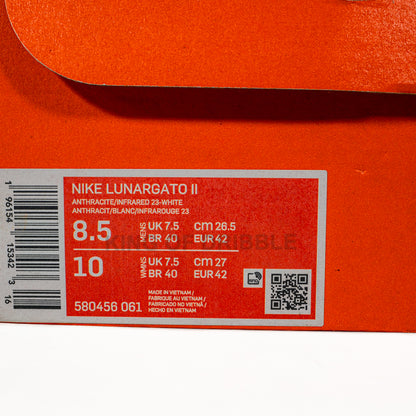 NIKE LUNARGATO II
ANTHRACITE/INFRARED 23-WHITE
ANTHRACIT/BLANC/INFRAROUGE 23
8.5 MENS UK 7.5 CM 26.5
BR 40 EUR 42
10 WMNS UK 7.5 CM 27
BR 40 EUR 42
580456 061
MADE IN VIETNAM /
FABRIQUE AU VIETNAM /
FABRICADO NO VIETNÃ /
HECHO EN VIETNAM
1 96154 15342 3 16